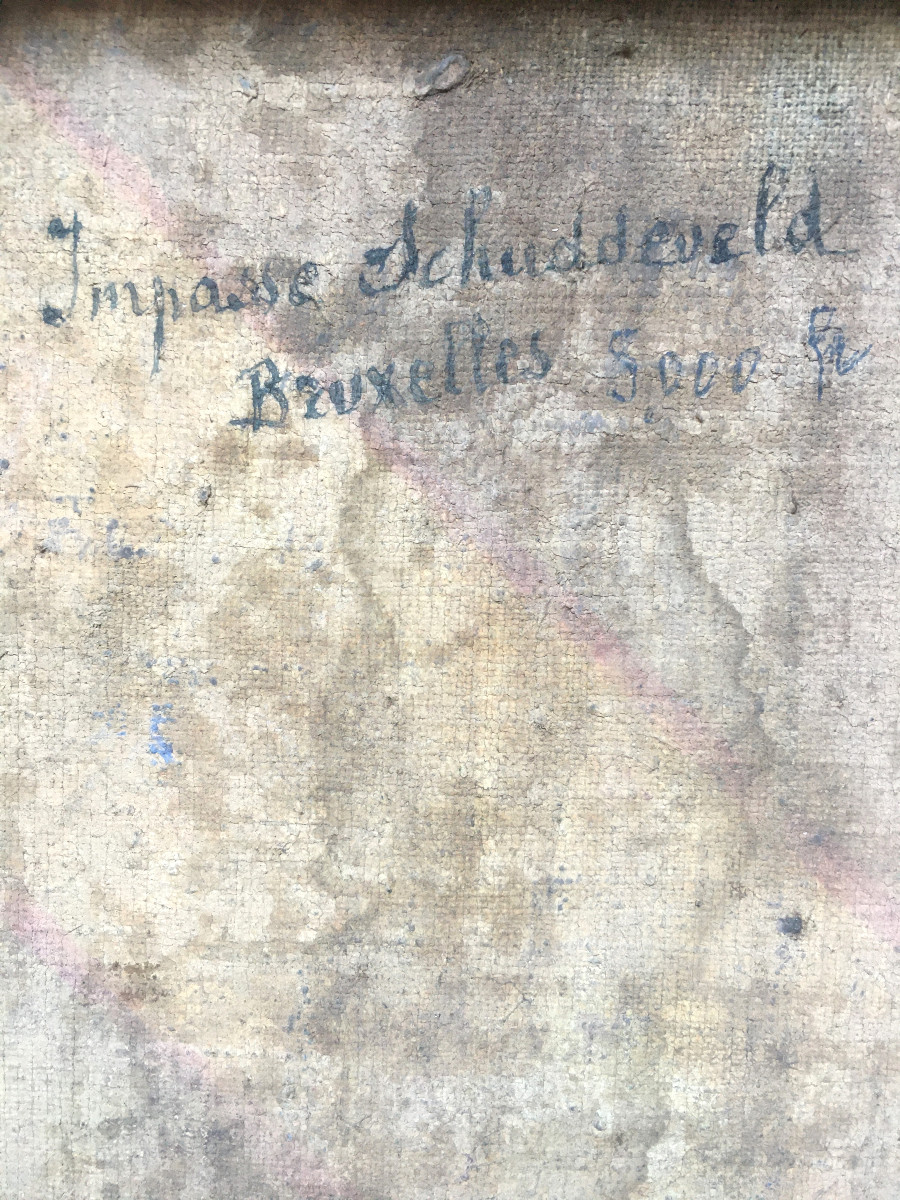 Impasse Schuddeveld
Bruxelles 5000 fr